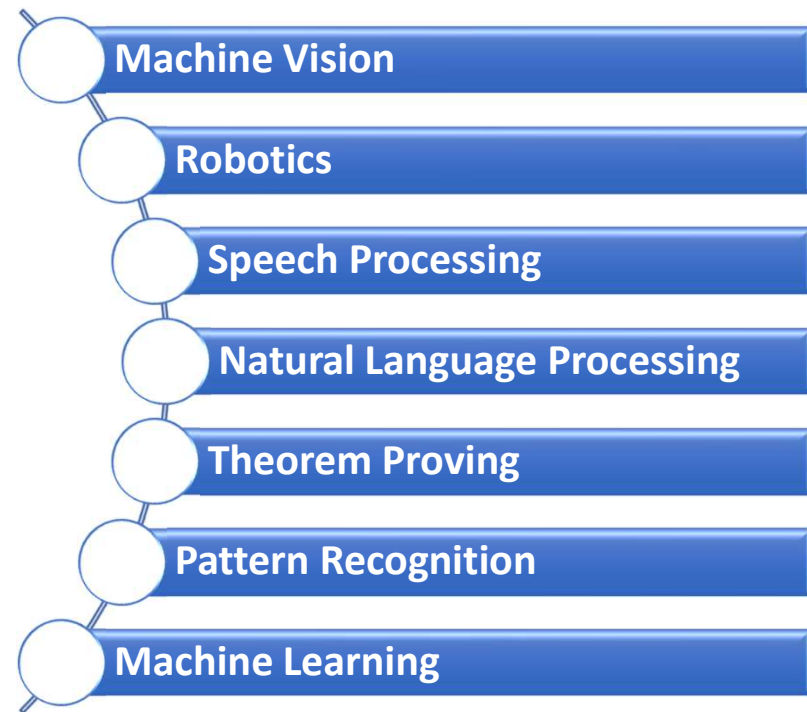 Machine Vision
Robotics
Speech Processing
Natural Language Processing
Theorem Proving
Pattern Recognition
Machine Learning